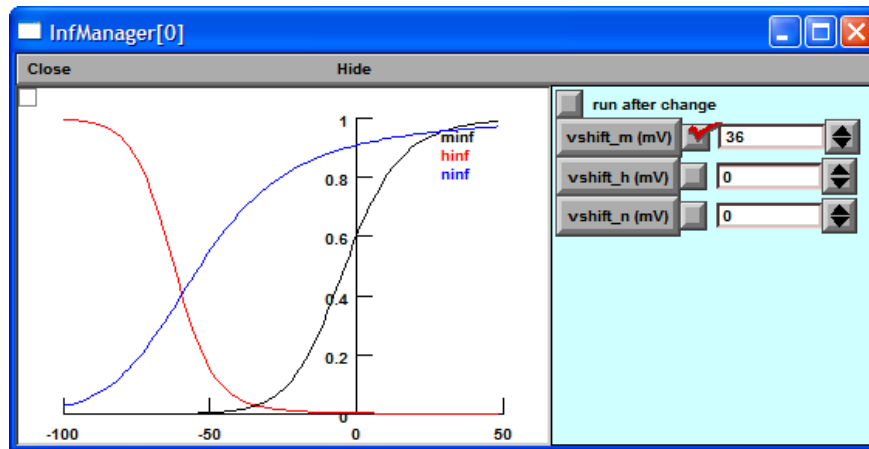 InfManager[0]
Close Hide
run after change
vshift_m (mV) 36
vshift_h (mV) 0
vshift_n (mV) 0
1
minf
hinf
ninf
0.8
0.6
0.4
0.2
0
-100 -50 0 50